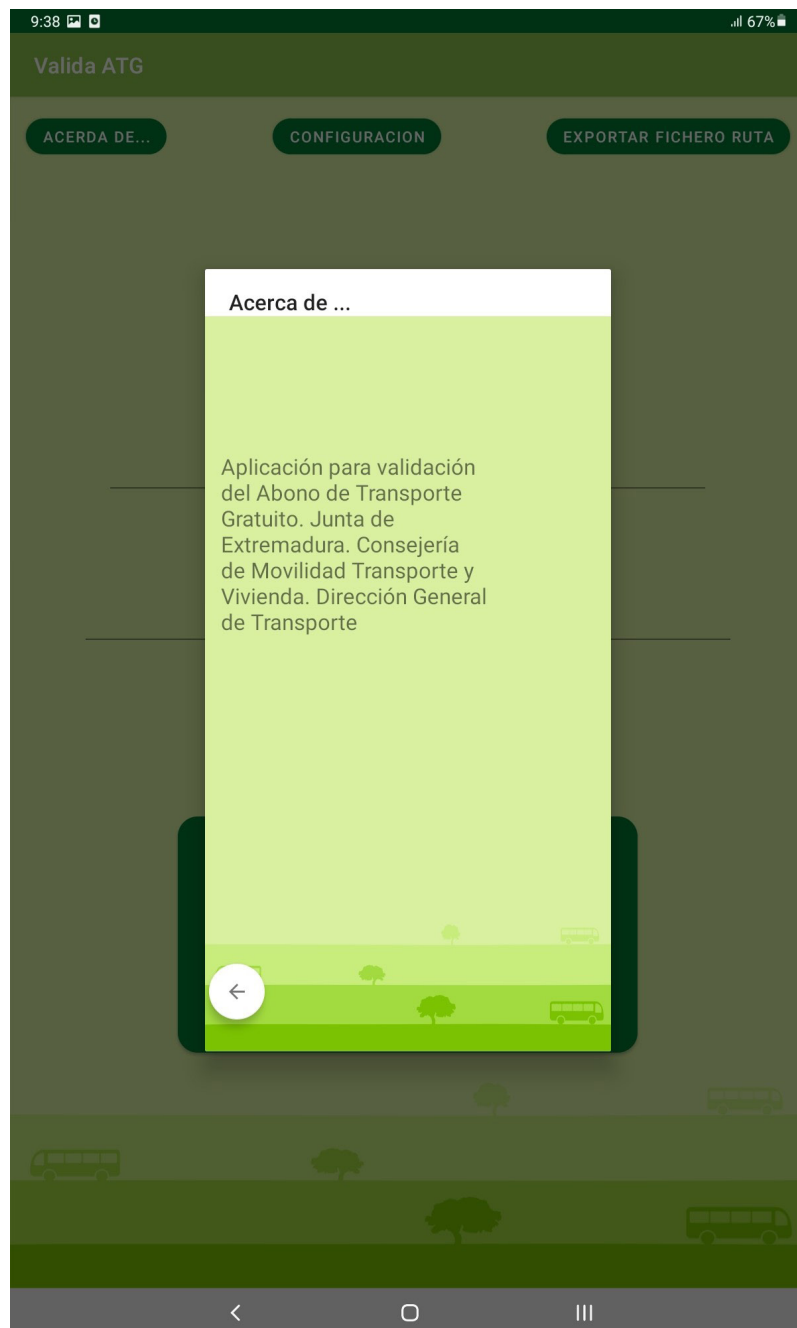 9:38
67%
Valida ATG
ACERDA DE...
CONFIGURACION
EXPORTAR FICHERO RUTA
Acerca de ...
Aplicación para validación
del Abono de Transporte
Gratuito. Junta de
Extremadura. Consejería
de Movilidad Transporte y
Vivienda. Dirección General
de Transporte